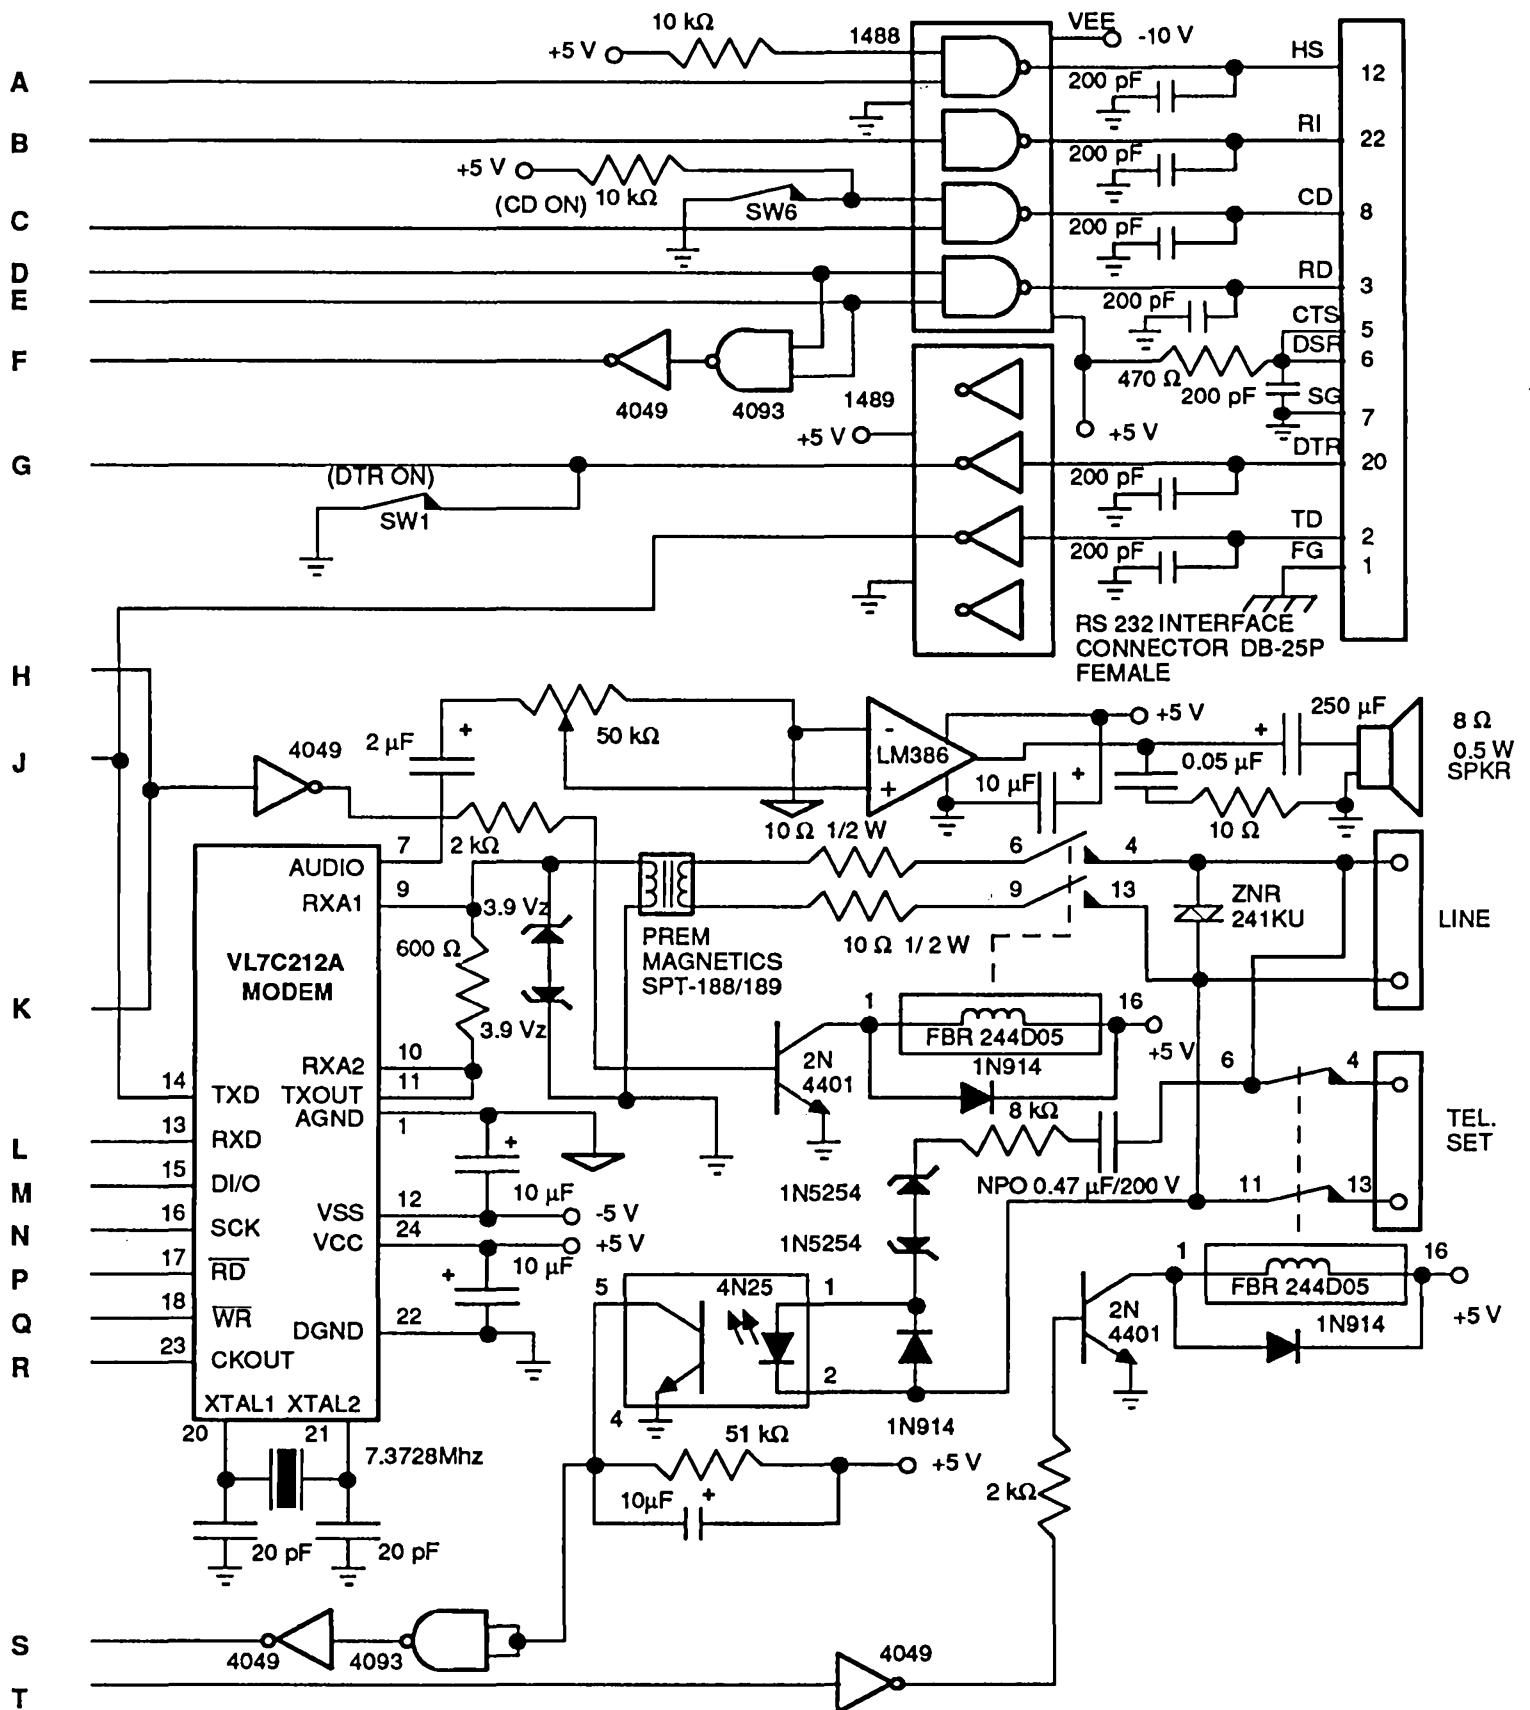 10 kΩ
+5 V
1488
VEE
-10 V
HS
A
200 pF
12
B
RI
22
200 pF
+5 V
(CD ON)
10 kΩ
SW6
CD
C
8
200 pF
D
RD
E
3
200 pF
CTS
5
DSR
F
6
470 Ω
200 pF
SG
7
4049
4093
1489
+5 V
+5 V
DTR
G
20
(DTR ON)
200 pF
SW1
TD
2
200 pF
FG
1
RS 232 INTERFACE
CONNECTOR DB-25P
FEMALE
H
+
50 kΩ
2 µF
-
LM386
+
+5 V
+
250 µF
8 Ω
0.5 W
SPKR
J
4049
10 µF
+
0.05 µF
10 Ω
2 kΩ
10 Ω 1/2 W
6
4
7
AUDIO
9
RXA1
3.9 Vz
9
13
ZNR
241KU
LINE
600 Ω
10 Ω 1/2 W
PREM
MAGNETICS
SPT-188/189
VL7C212A
MODEM
K
3.9 Vz
1
16
FBR 244D05
+5 V
2N
4401
1N914
10
RXA2
11
TXOUT
14
TXD
AGND
1
6
4
8 kΩ
TEL.
SET
13
L
RXD
+
10 µF
NPO 0.47 µF/200 V
15
M
DI/O
1N5254
11
13
12
VSS
-5 V
16
N
SCK
24
VCC
+5 V
1N5254
17
P
RD
+
10 µF
1
16
FBR 244D05
+5 V
5
4N25
1
2N
4401
1N914
18
Q
WR
22
DGND
23
R
CKOUT
2
4
1N914
XTAL1 XTAL2
20
21
7.3728Mhz
51 kΩ
+5 V
10µF
+
2 kΩ
20 pF
20 pF
S
4049
4093
4049
T